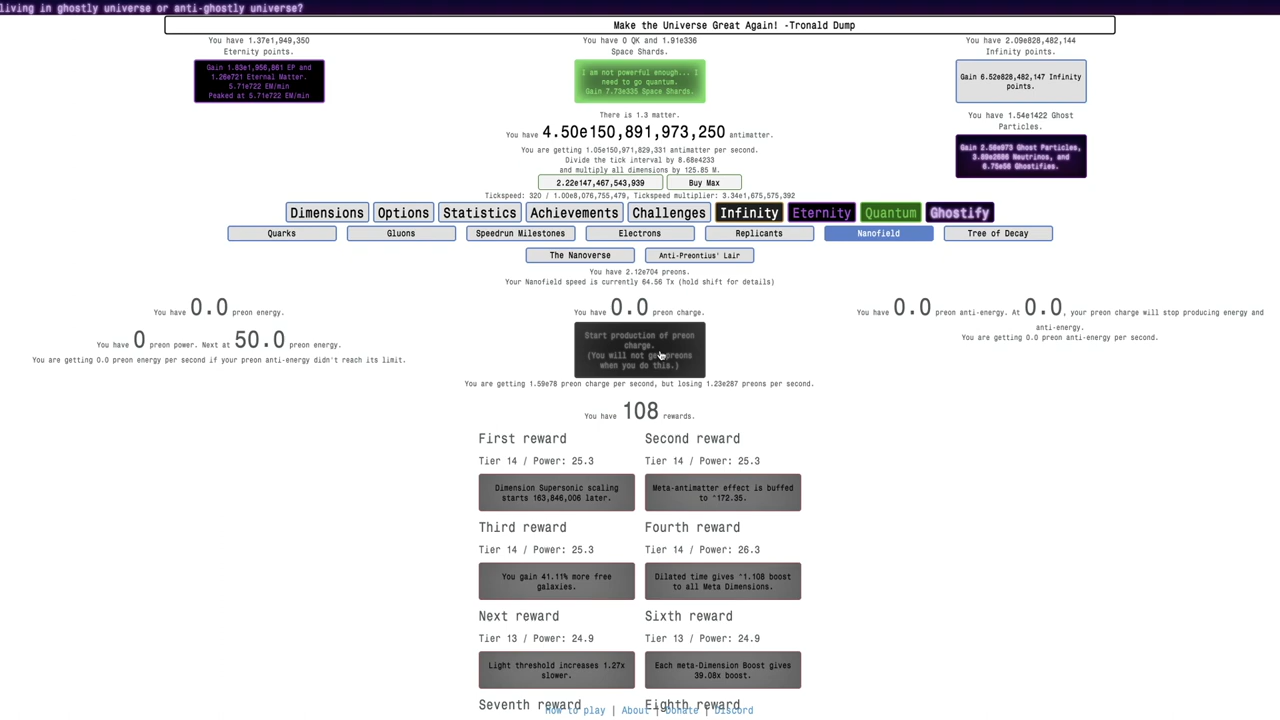 living in ghostly universe or anti-ghostly universe?
Make the Universe Great Again! -Tronald Dump
You have 1.37e1,949,350
Eternity points.
Gain 1.83e1,956,861 EP and
1.26e721 Eternal Matter.
5.71e722 EM/min
Peaked at 5.71e722 EM/min
You have 0 QK and 1.91e336
Space Shards.
I am not powerful enough... I
need to go quantum.
Gain 7.73e335 Space Shards.
You have 2.09e828,482,144
Infinity points.
Gain 6.52e828,482,147 Infinity
points.
You have 1.54e1422 Ghost
Particles.
Gain 2.56e973 Ghost Particles,
3.89e2686 Neutrinos, and
6.75e56 Ghostifies.
There is 1.3 matter.
You have 4.50e150,891,973,250 antimatter.
You are getting 1.05e150,971,829,331 antimatter per second.
Divide the tick interval by 8.68e4233
and multiply all dimensions by 125.85 M.
2.22e147,467,543,939
Buy Max
Tickspeed: 320 / 1.00e8,076,755,479, Tickspeed multiplier: 3.34e1,675,575,392
Dimensions
Options
Statistics
Achievements
Challenges
Infinity
Eternity
Quantum
Ghostify
Quarks
Gluons
Speedrun Milestones
Electrons
Replicants
Nanofield
Tree of Decay
The Nanoverse
Anti-Preontius' Lair
You have 2.12e704 preons.
Your Nanofield speed is currently 64.56 Tx (hold shift for details)
You have 0.0 preon energy.
You have 0 preon power. Next at 50.0 preon energy.
You are getting 0.0 preon energy per second if your preon anti-energy didn't reach its limit.
You have 0.0 preon charge.
Start production of preon
charge.
(You will not get preons
when you do this.)
You are getting 1.59e78 preon charge per second, but losing 1.23e287 preons per second.
You have 0.0 preon anti-energy. At 0.0, your preon charge will stop producing energy and
anti-energy.
You are getting 0.0 preon anti-energy per second.
You have 108 rewards.
First reward
Tier 14 / Power: 25.3
Dimension Supersonic scaling
starts 163,846,006 later.
Second reward
Tier 14 / Power: 25.3
Meta-antimatter effect is buffed
to ^172.35.
Third reward
Tier 14 / Power: 25.3
You gain 41.11% more free
galaxies.
Fourth reward
Tier 14 / Power: 26.3
Dilated time gives ^1.108 boost
to all Meta Dimensions.
Next reward
Tier 13 / Power: 24.9
Light threshold increases 1.27x
slower.
Sixth reward
Tier 13 / Power: 24.9
Each meta-Dimension Boost gives
39.08x boost.
Seventh reward
Eighth reward
How to play | About | Donate | Discord